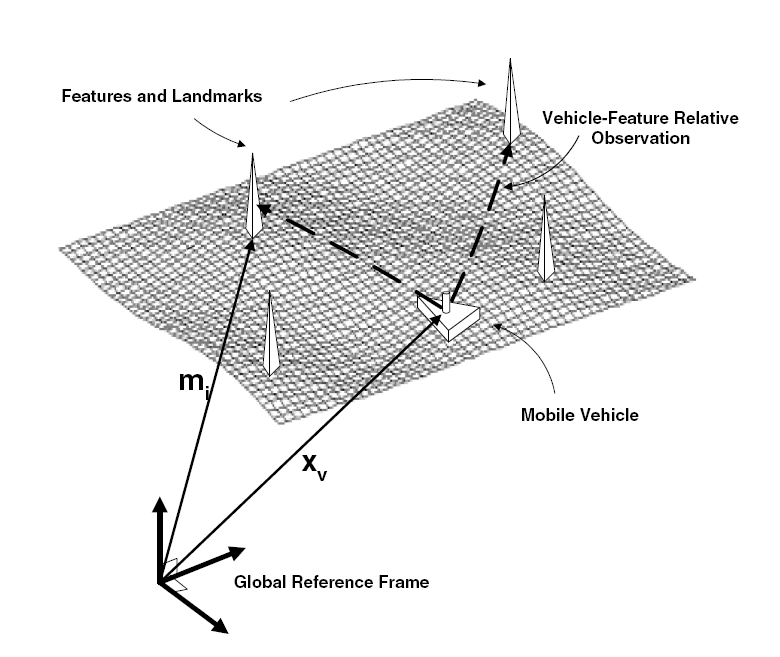 Features and Landmarks
Vehicle-Feature Relative
Observation
m_i
Mobile Vehicle
x_v
Global Reference Frame